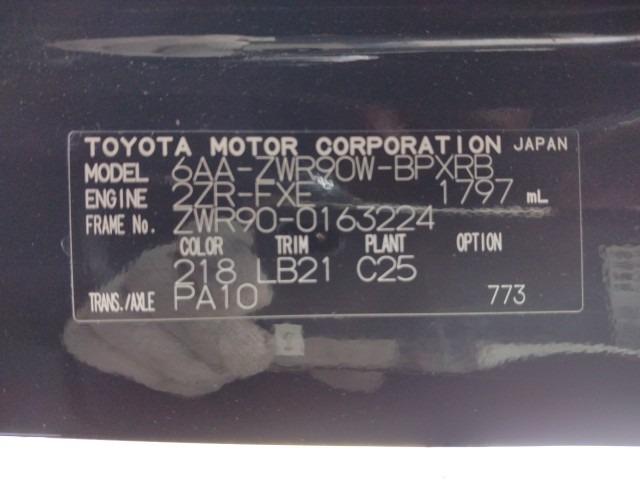 TOYOTA MOTOR CORPORATION JAPAN
MODEL 6AA-ZWR90W-BPXRB
ENGINE 2ZR-FXE 1797 mL
FRAME No. ZWR90-0163224
COLOR TRIM PLANT OPTION
218 LB21 C25
TRANS./AXLE PA10 773